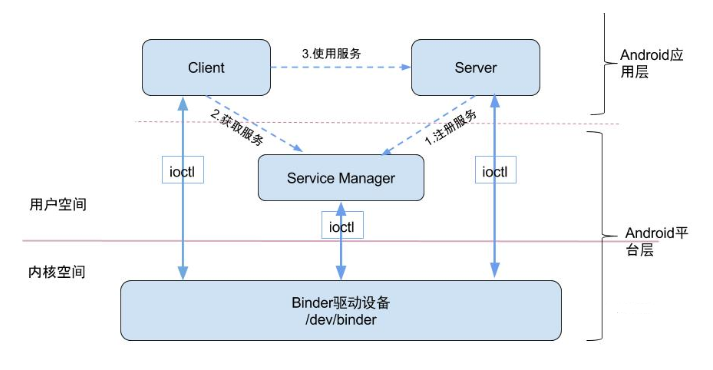 3.使用服务
Client
Server
Android应
用层
2.获取服务
1.注册服务
ioctl
ioctl
Service Manager
用户空间
ioctl
Android平
台层
内核空间
Binder驱动设备
/dev/binder